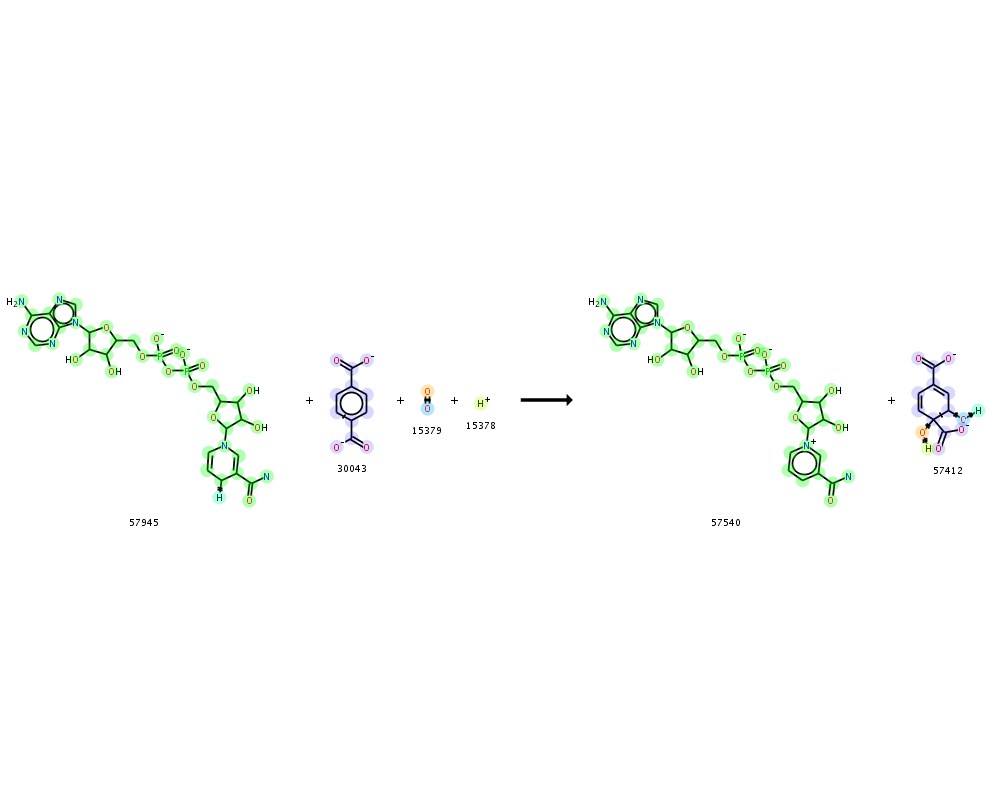 H₂N N N N N O HO OH O O⁻ P O O O⁻ P O O OH OH O N N O H
57945
+
O O⁻ O⁻ O
30043
+
O O
15379
+
H⁺
15378
H₂N N N N N O HO OH O O⁻ P O O O⁻ P O O OH OH O N⁺ N O
57540
+
O O⁻ O H O H O O⁻
57412